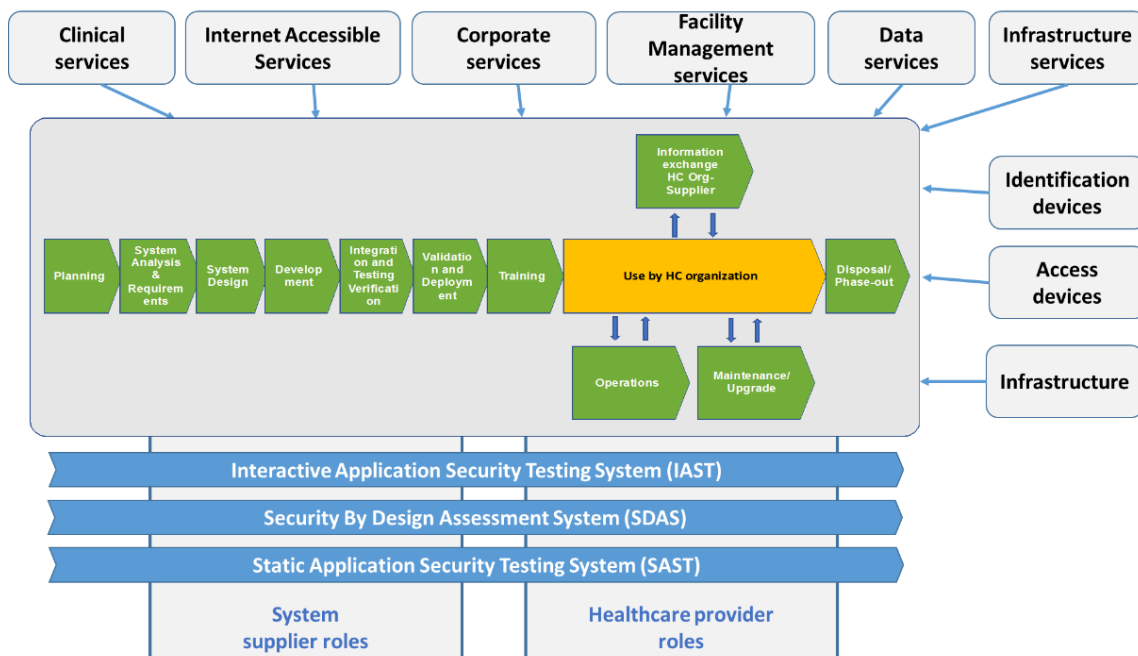 Clinical
services
Internet Accessible
Services
Corporate
services
Facility
Management
services
Data
services
Infrastructure
services
Identification
devices
Access
devices
Infrastructure
Information
exchange
HC Org-
Supplier
Planning
System
Analysis
&
Requirem
ents
System
Design
Develop
ment
Integrati
on and
Testing
Verificat
ion
Validatio
n and
Deploym
ent
Training
Use by HC organization
Disposal/
Phase-out
Operations
Maintenance/
Upgrade
Interactive Application Security Testing System (IAST)
Security By Design Assessment System (SDAS)
Static Application Security Testing System (SAST)
System
supplier roles
Healthcare provider
roles